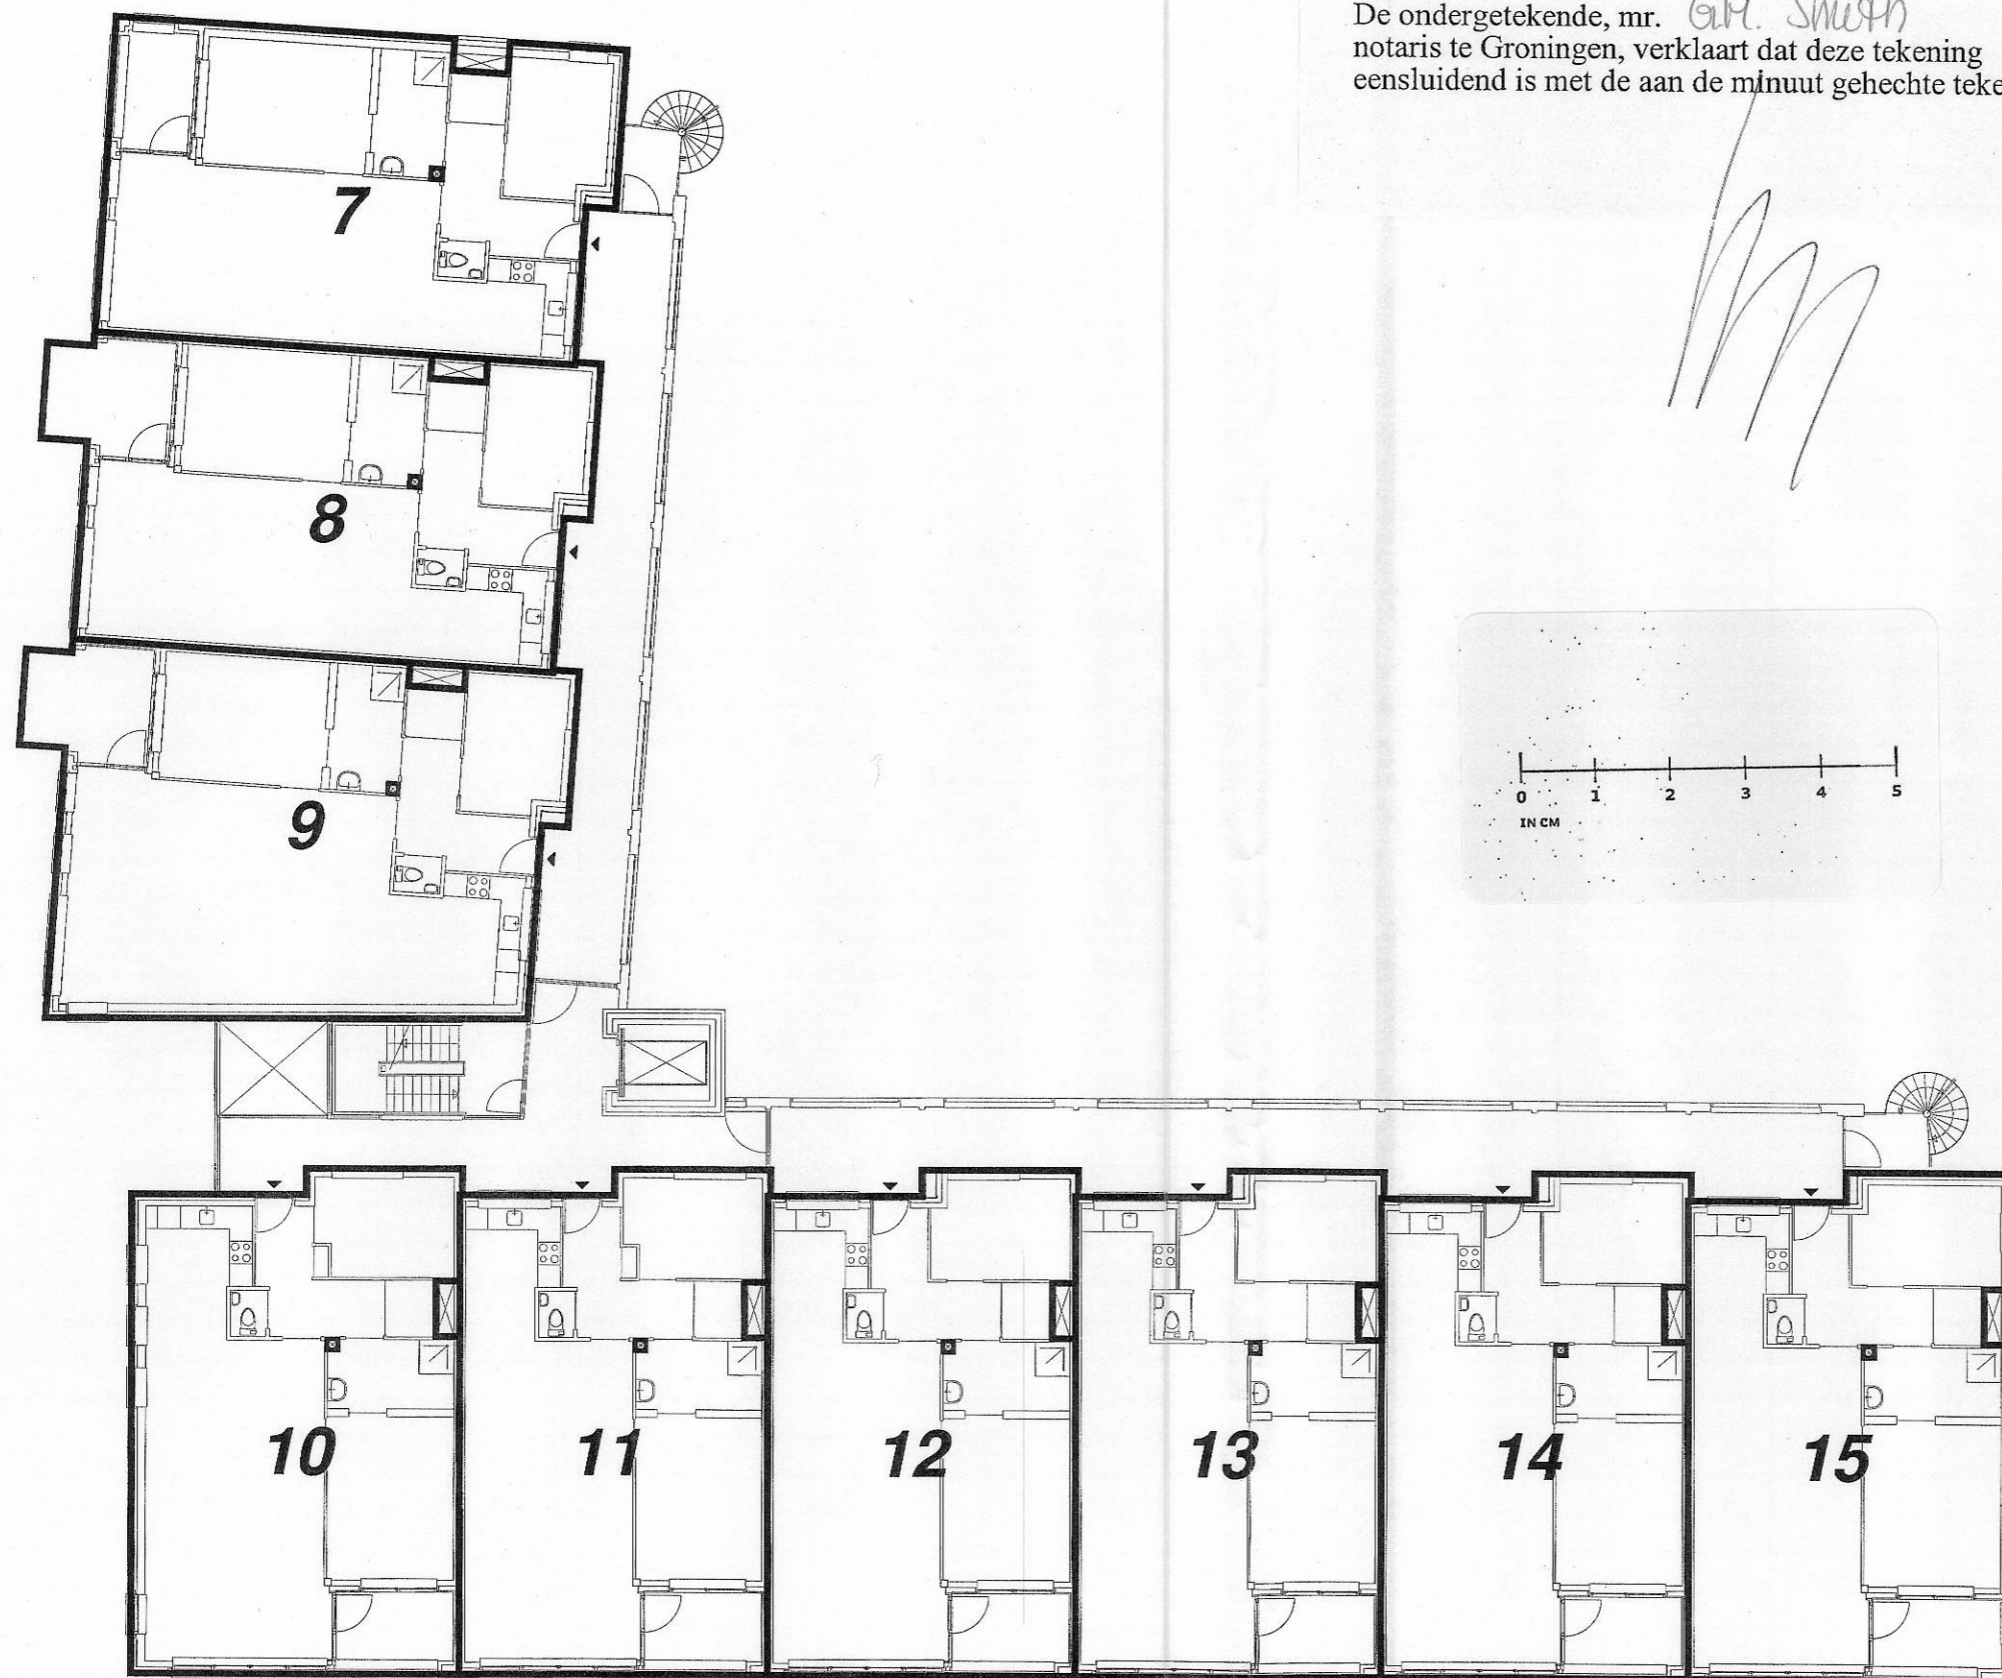 De ondergetekende, mr. G.M. Smith
notaris te Groningen, verklaart dat deze tekening
eensluidend is met de aan de minuut gehechte teke
7
8
9
0 1 2 3 4 5
IN CM
10 11 12 13 14 15